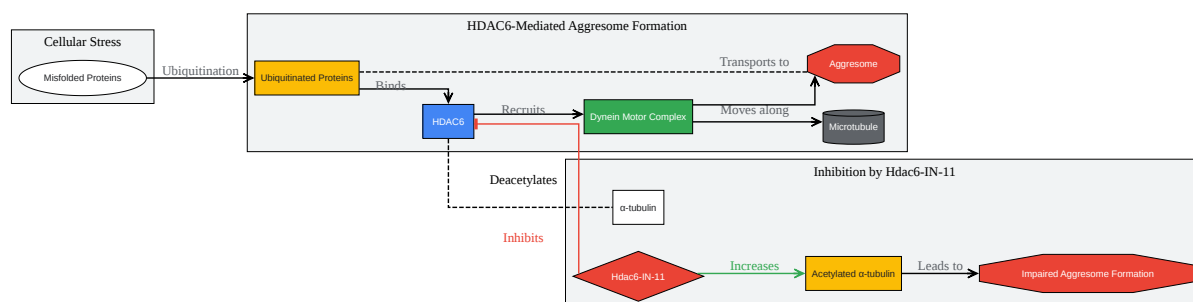 HDAC6-Mediated Aggresome Formation
Cellular Stress
Misfolded Proteins
Ubiquitination
Ubiquitinated Proteins
Transports to
Aggresome
Binds
HDAC6
Recruits
Dynein Motor Complex
Moves along
Microtubule
Inhibition by Hdac6-IN-11
Deacetylates
α-tubulin
Inhibits
Hdac6-IN-11
Increases
Acetylated α-tubulin
Leads to
Impaired Aggresome Formation